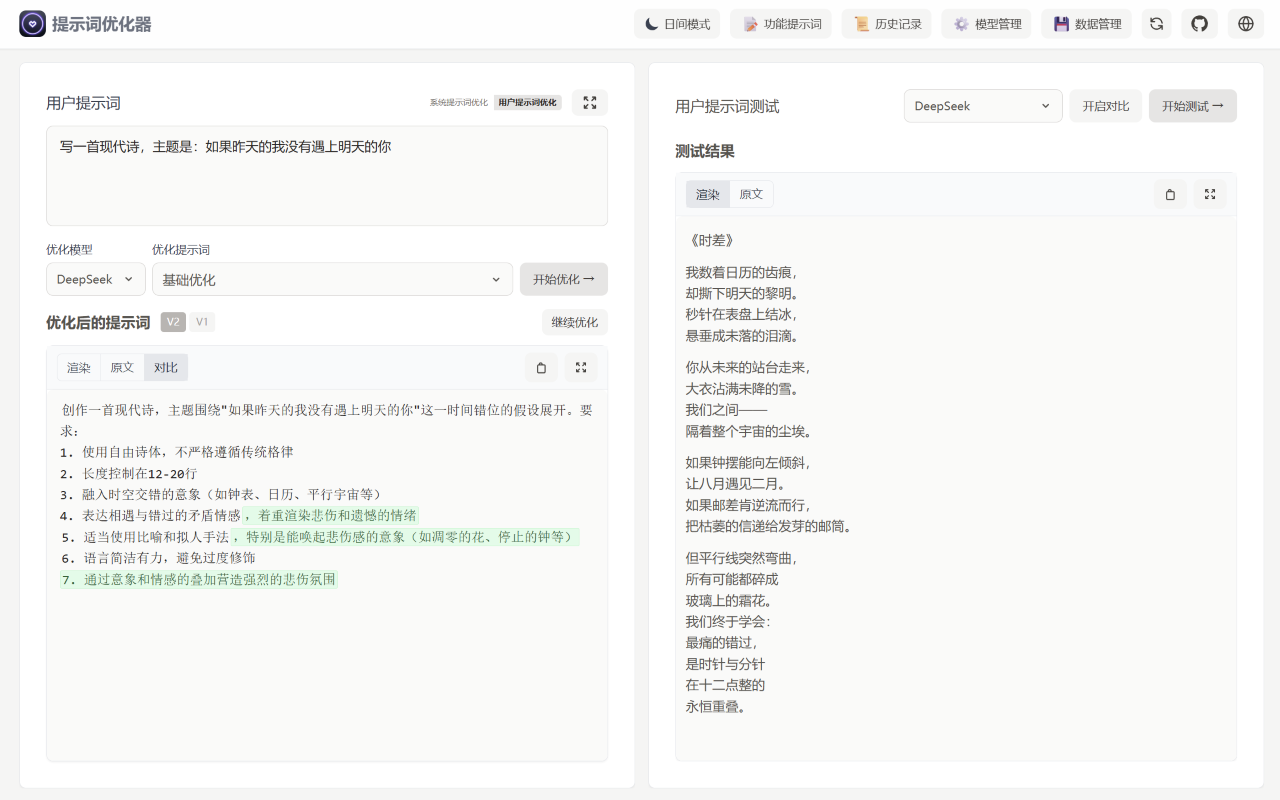 提示词优化器
日间模式
功能提示词
历史记录
模型管理
数据管理
用户提示词
系统提示词优化
用户提示词优化
写一首现代诗，主题是：如果昨天的我没有遇上明天的你
优化模型
优化提示词
DeepSeek
基础优化
开始优化 →
优化后的提示词
V2
V1
继续优化
渲染
原文
对比
创作一首现代诗，主题围绕"如果昨天的我没有遇上明天的你"这一时间错位的假设展开。要
求：
1. 使用自由诗体，不严格遵循传统格律
2. 长度控制在12-20行
3. 融入时空交错的意象（如钟表、日历、平行宇宙等）
4. 表达相遇与错过的矛盾情感，着重渲染悲伤和遗憾的情绪
5. 适当使用比喻和拟人手法，特别是能唤起悲伤感的意象（如凋零的花、停止的钟等）
6. 语言简洁有力，避免过度修饰
7. 通过意象和情感的叠加营造强烈的悲伤氛围
用户提示词测试
DeepSeek
开启对比
开始测试 →
测试结果
渲染
原文
《时差》
我数着日历的齿痕，
却撕下明天的黎明。
秒针在表盘上结冰，
悬垂成未落的泪滴。
你从未来的站台走来，
大衣沾满未降的雪。
我们之间——
隔着整个宇宙的尘埃。
如果钟摆能向左倾斜，
让八月遇见二月。
如果邮差肯逆流而行，
把枯萎的信递给发芽的邮筒。
但平行线突然弯曲，
所有可能都碎成
玻璃上的霜花。
我们终于学会：
最痛的错过，
是时针与分针
在十二点整的
永恒重叠。